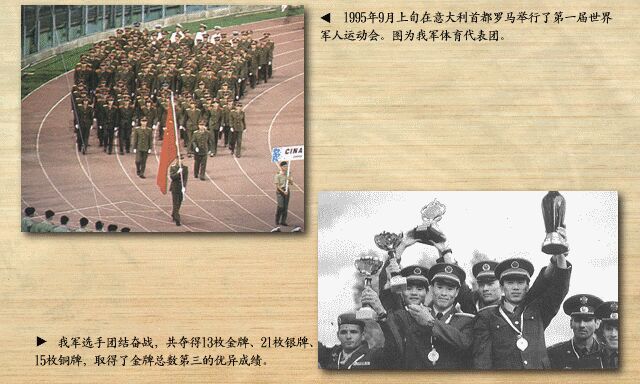 ◀ 1995年9月上旬在意大利首都罗马举行了第一届世界
军人运动会。图为我军体育代表团。
CINA
▶ 我军选手团结奋战，共夺得13枚金牌、21枚银牌、
15枚铜牌，取得了金牌总数第三的优异成绩。